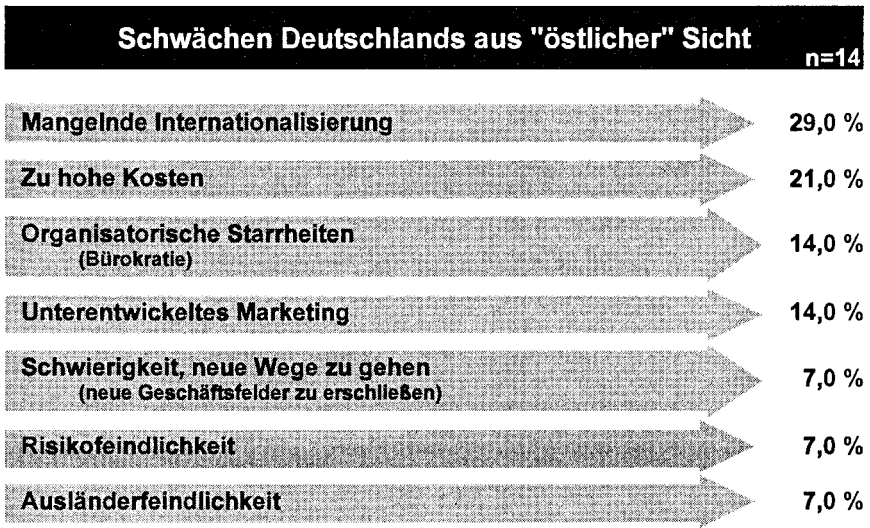 Schwächen Deutschlands aus "östlicher" Sicht
n=14
Mangelnde Internationalisierung 29,0 %
Zu hohe Kosten 21,0 %
Organisatorische Starrheiten 14,0 %
(Bürokratie)
Unterentwickeltes Marketing 14,0 %
Schwierigkeit, neue Wege zu gehen 7,0 %
(neue Geschäftsfelder zu erschließen)
Risikofeindlichkeit 7,0 %
Ausländerfeindlichkeit 7,0 %